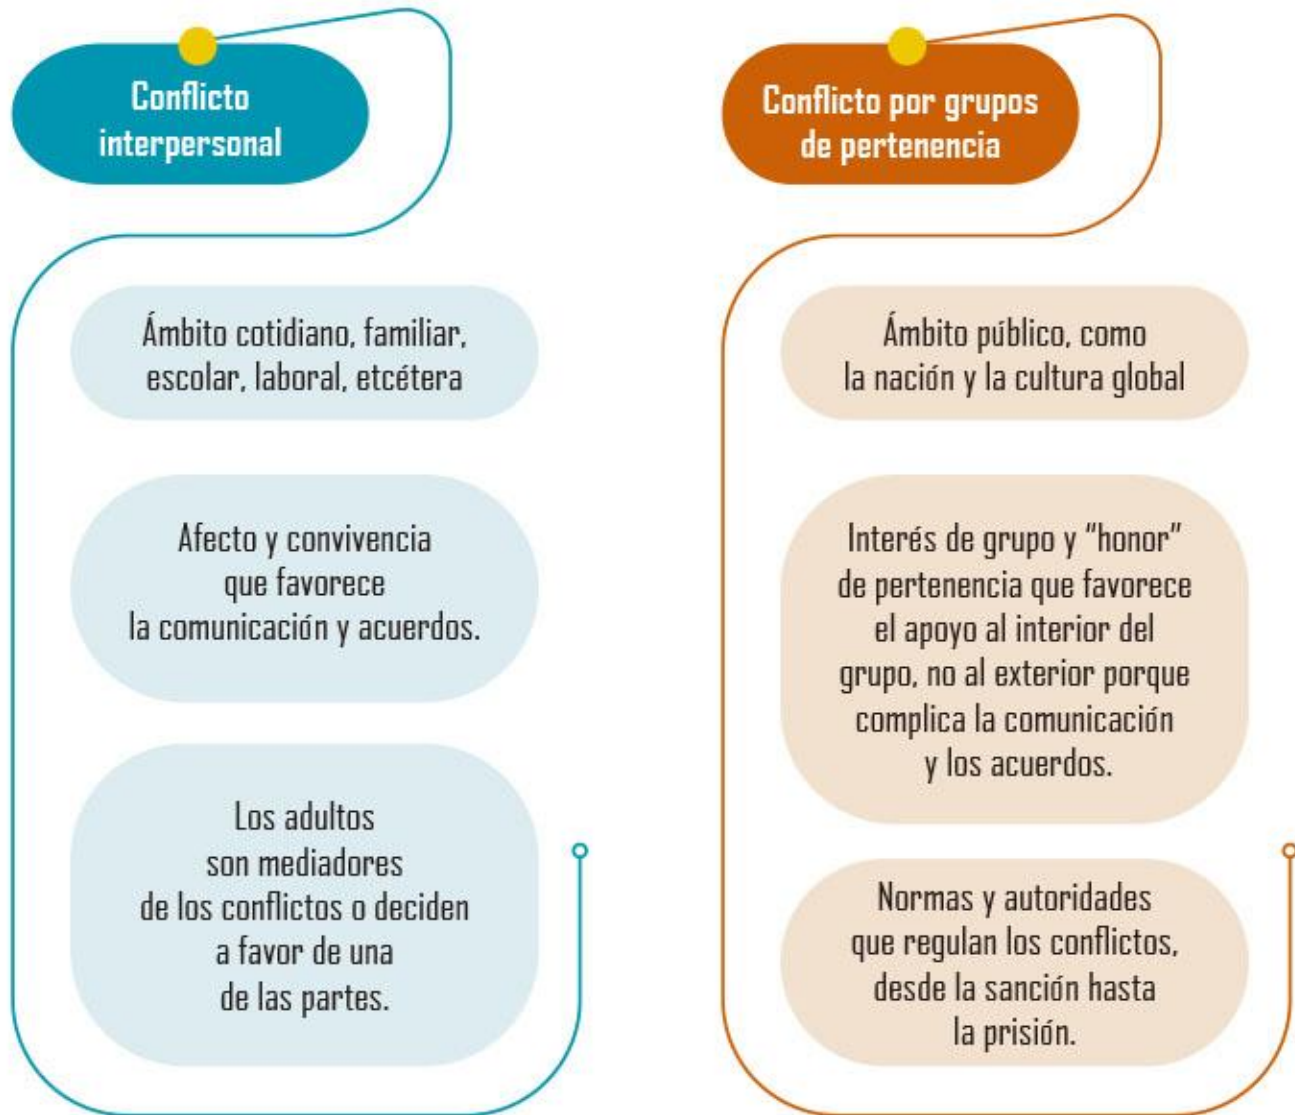 Conflicto
interpersonal
Ámbito cotidiano, familiar,
escolar, laboral, etcétera
Afecto y convivencia
que favorece
la comunicación y acuerdos.
Los adultos
son mediadores
de los conflictos o deciden
a favor de una
de las partes.
Conflicto por grupos
de pertenencia
Ámbito público, como
la nación y la cultura global
Interés de grupo y “honor”
de pertenencia que favorece
el apoyo al interior del
grupo, no al exterior porque
complica la comunicación
y los acuerdos.
Normas y autoridades
que regulan los conflictos,
desde la sanción hasta
la prisión.